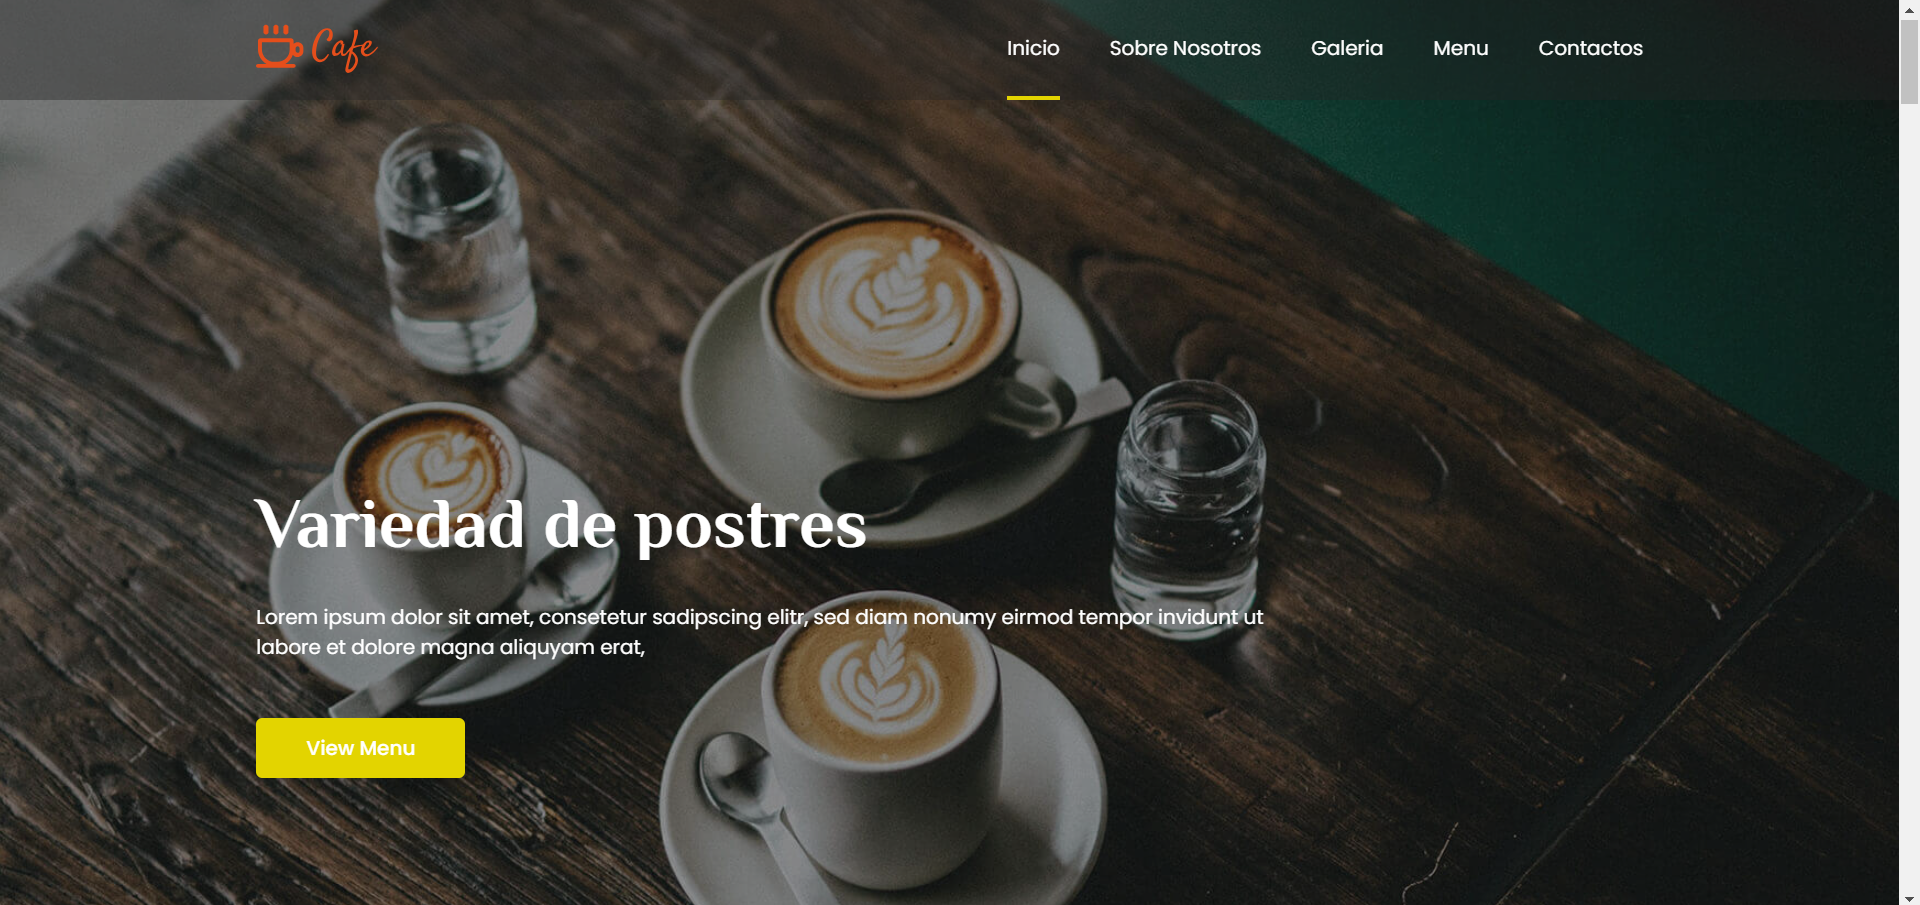 Cafe
Inicio Sobre Nosotros Galeria Menu Contactos
Variedad de postres
Lorem ipsum dolor sit amet, consetetur sadipscing elitr, sed diam nonumy eirmod tempor invidunt ut
labore et dolore magna aliquyam erat,
View Menu